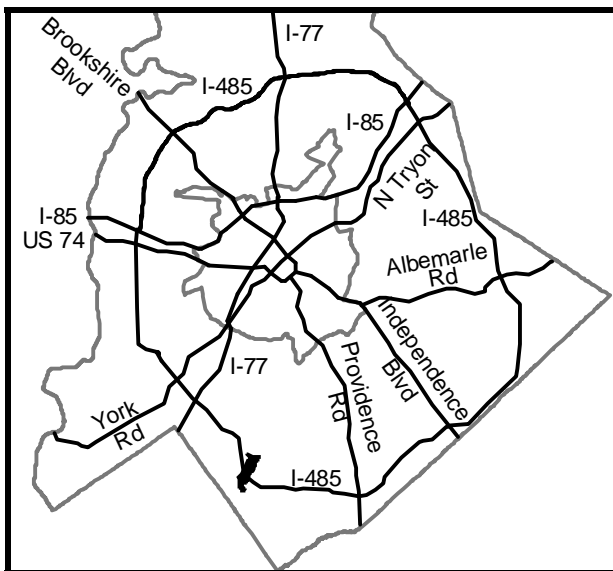 I-77
Brookshire
Blvd
I-485
I-85
N Tryon
St
I-85
US 74
I-485
Albemarle
Rd
Independence
Blvd
Providence
Rd
I-77
York
Rd
I-485